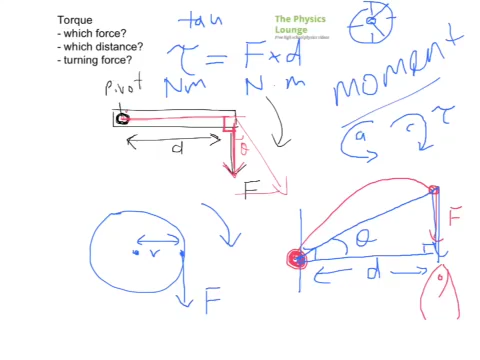 Torque
- which force?
- which distance?
- turning force?
tau
The Physics
Lounge
τ = F x d
Nm N. m
moment
pivot
d
θ
F
a c τ
r
F
θ
d
F